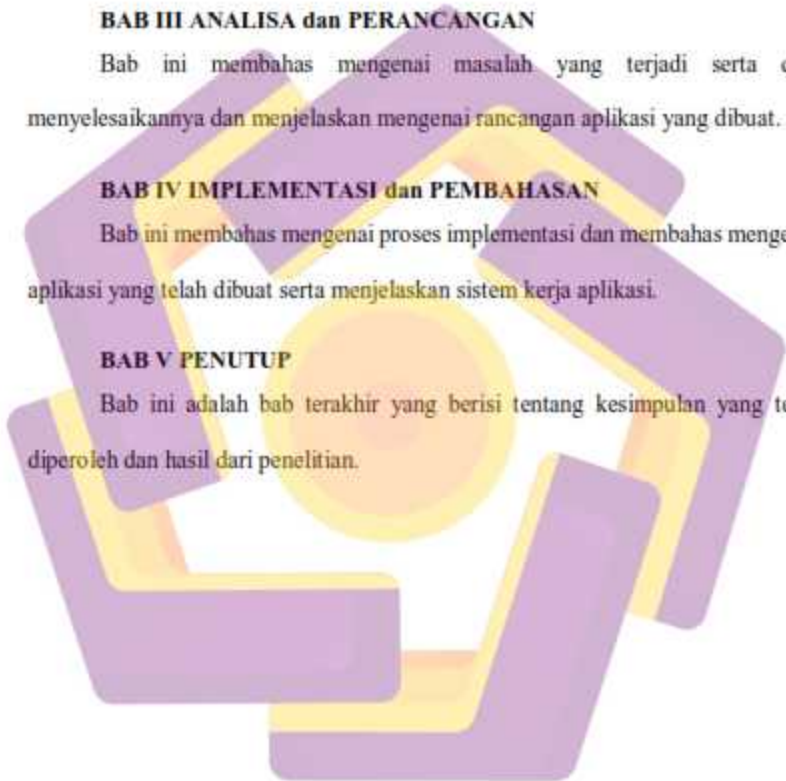 BAB III ANALISA dan PERANCANGAN
Bab ini membahas mengenai masalah yang terjadi serta
menyelesaikannya dan menjelaskan mengenai rancangan aplikasi yang dibuat.
BAB IV IMPLEMENTASI dan PEMBAHASAN
Bab ini membahas mengenai proses implementasi dan membahas
aplikasi yang telah dibuat serta menjelaskan sistem kerja aplikasi.
BAB V PENUTUP
Bab ini adalah bab terakhir yang berisi tentang kesimpulan yang
diperoleh dan hasil dari penelitian.